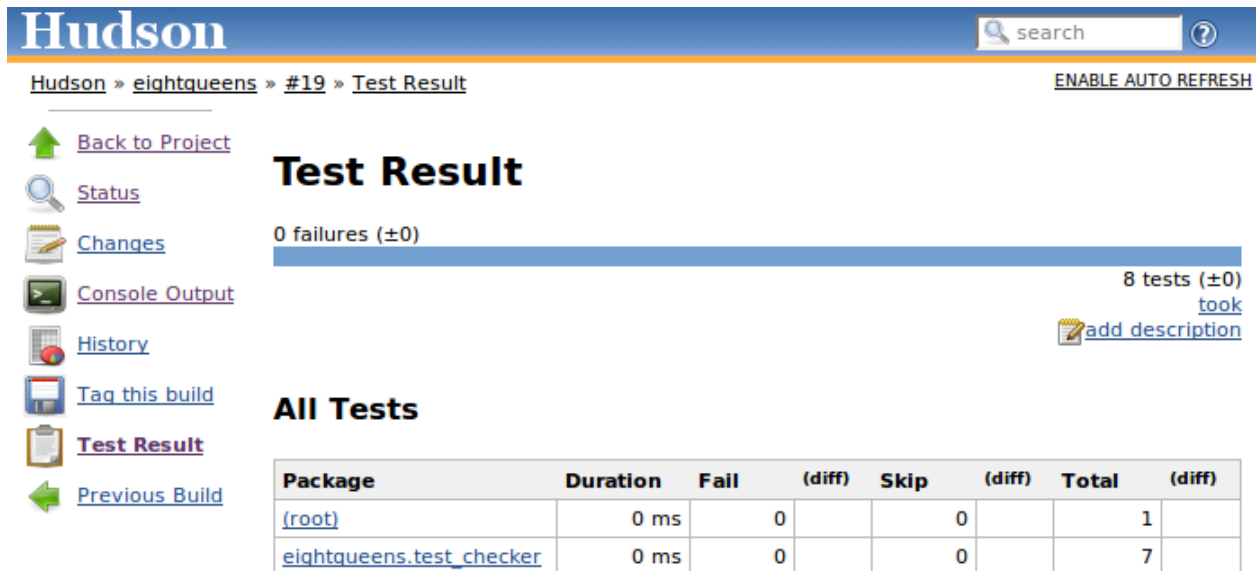 Hudson
search
Hudson » eightqueens » #19 » Test Result
ENABLE AUTO REFRESH
Back to Project
Status
Changes
Console Output
History
Tag this build
Test Result
Previous Build
Test Result
0 failures (±0)
8 tests (±0)
took
add description
All Tests
Package Duration Fail (diff) Skip (diff) Total (diff)
(root) 0 ms 0 0 1
eightqueens.test_checker 0 ms 0 0 7